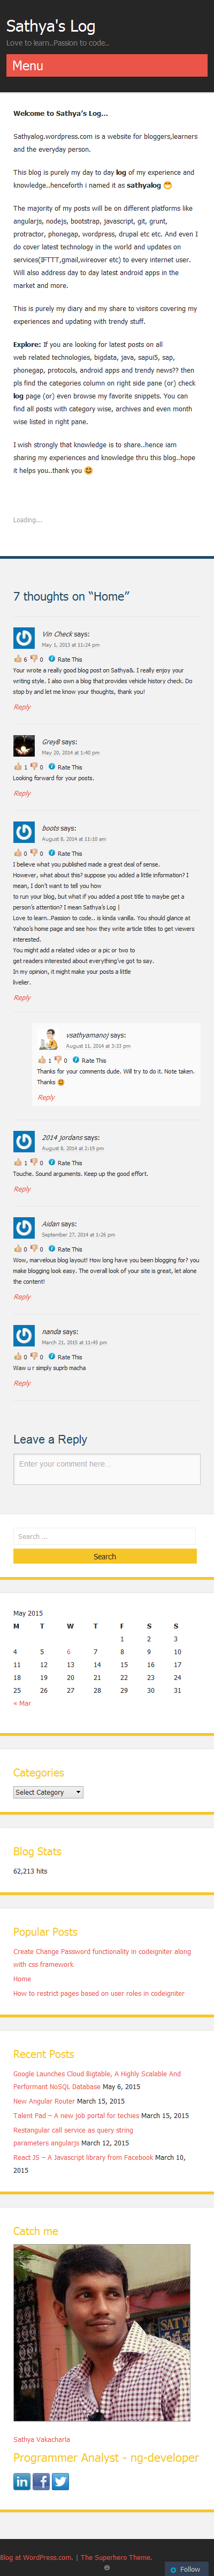 Sathya's Log
Love to learn..Passion to code..
Menu
Welcome to Sathya's Log...
Sathyalog.wordpress.com is a website for bloggers,learners
and the everyday person.
This blog is purely my day to day log of my experience and
knowledge..henceforth i named it as sathyalog
The majority of my posts will be on different platforms like
angularjs, nodejs, bootstrap, javascript, git, grunt,
protractor, phonegap, wordpress, drupal etc etc. And even I
do cover latest technology in the world and updates on
services(IFTTT,gmail,wireover etc) to every internet user.
Will also address day to day latest android apps in the
market and more.
This is purely my diary and my share to visitors covering my
experiences and updating with trendy stuff.
Explore: If you are looking for latest posts on all
web related technologies, bigdata, java, sapui5, sap,
phonegap, protocols, android apps and trendy news?? then
pls find the categories column on right side pane (or) check
log page (or) even browse my favorite snippets. You can
find all posts with category wise, archives and even month
wise listed in right pane.
I wish strongly that knowledge is to share..hence iam
sharing my experiences and knowledge thru this blog..hope
it helps you..thank you
Loading...
7 thoughts on “Home”
Vin Check says:
May 1, 2013 at 11:24 pm
6 0 Rate This
Your wrote a really good blog post on Sathyaâ. I really enjoy your
writing style. I also own a blog that provides vehicle history check. Do
stop by and let me know your thoughts, thank you!
Reply
GreyB says:
May 20, 2014 at 1:40 pm
1 0 Rate This
Looking forward for your posts.
Reply
boots says:
August 8, 2014 at 11:10 am
0 0 Rate This
I believe what you published made a great deal of sense.
However, what about this? suppose you added a little information? I
mean, I don't want to tell you how
to run your blog, but what if you added a post title to maybe get a
person's attention? I mean Sathya's Log |
Love to learn..Passion to code.. is kinda vanilla. You should glance at
Yahoo's home page and see how they write article titles to get viewers
interested.
You might add a related video or a pic or two to
get readers interested about everything've got to say.
In my opinion, it might make your posts a little
livelier.
Reply
vsathyamanoj says:
August 11, 2014 at 3:33 pm
1 0 Rate This
Thanks for your comments dude. Will try to do it. Note taken.
Thanks
Reply
2014 jordans says:
August 8, 2014 at 2:15 pm
1 0 Rate This
Touche. Sound arguments. Keep up the good effort.
Reply
Aidan says:
September 27, 2014 at 1:26 pm
0 0 Rate This
Wow, marvelous blog layout! How long have you been blogging for? you
make blogging look easy. The overall look of your site is great, let alone
the content!
Reply
nanda says:
March 21, 2015 at 11:45 pm
0 0 Rate This
Waw u r simply suprb macha
Reply
Leave a Reply
Enter your comment here...
Search ...
Search
May 2015
M T W T F S S
1 2 3
4 5 6 7 8 9 10
11 12 13 14 15 16 17
18 19 20 21 22 23 24
25 26 27 28 29 30 31
« Mar
Categories
Select Category
Blog Stats
62,213 hits
Popular Posts
Create Change Password functionality in codeigniter along
with css framework
Home
How to restrict pages based on user roles in codeigniter
Recent Posts
Google Launches Cloud Bigtable, A Highly Scalable And
Performant NoSQL Database May 6, 2015
New Angular Router March 15, 2015
Talent Pad – A new job portal for techies March 15, 2015
Restangular call service as query string
parameters angularjs March 12, 2015
React JS – A Javascript library from Facebook March 10,
2015
Catch me
Sathya Vakacharla
Programmer Analyst - ng-developer
Blog at WordPress.com. | The Superhero Theme.
Follow